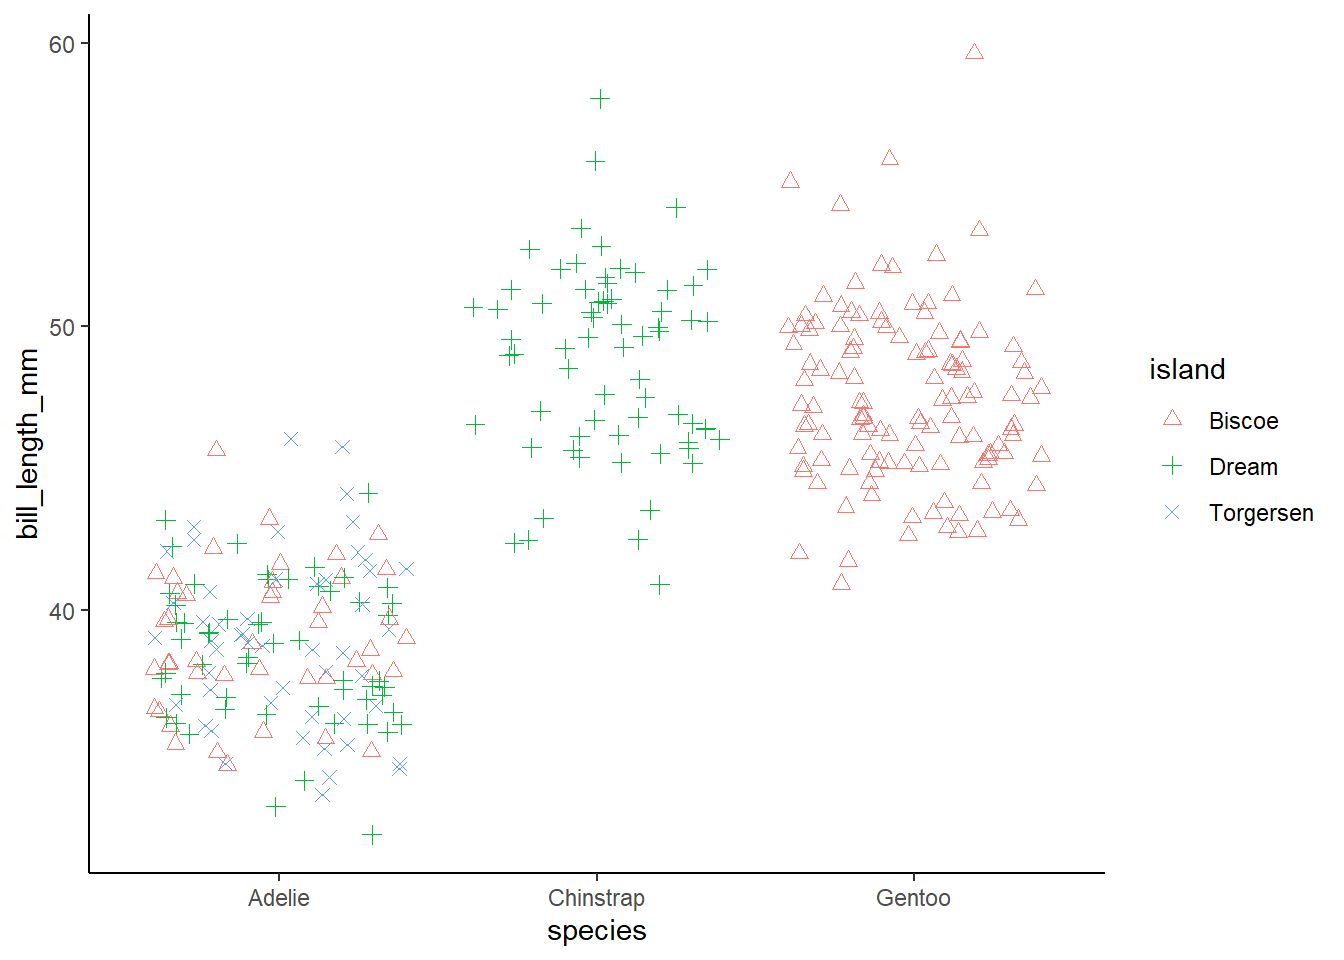 60
50
40
bill_length_mm
Adelie
Chinstrap
Gentoo
species
island
Biscoe
Dream
Torgersen